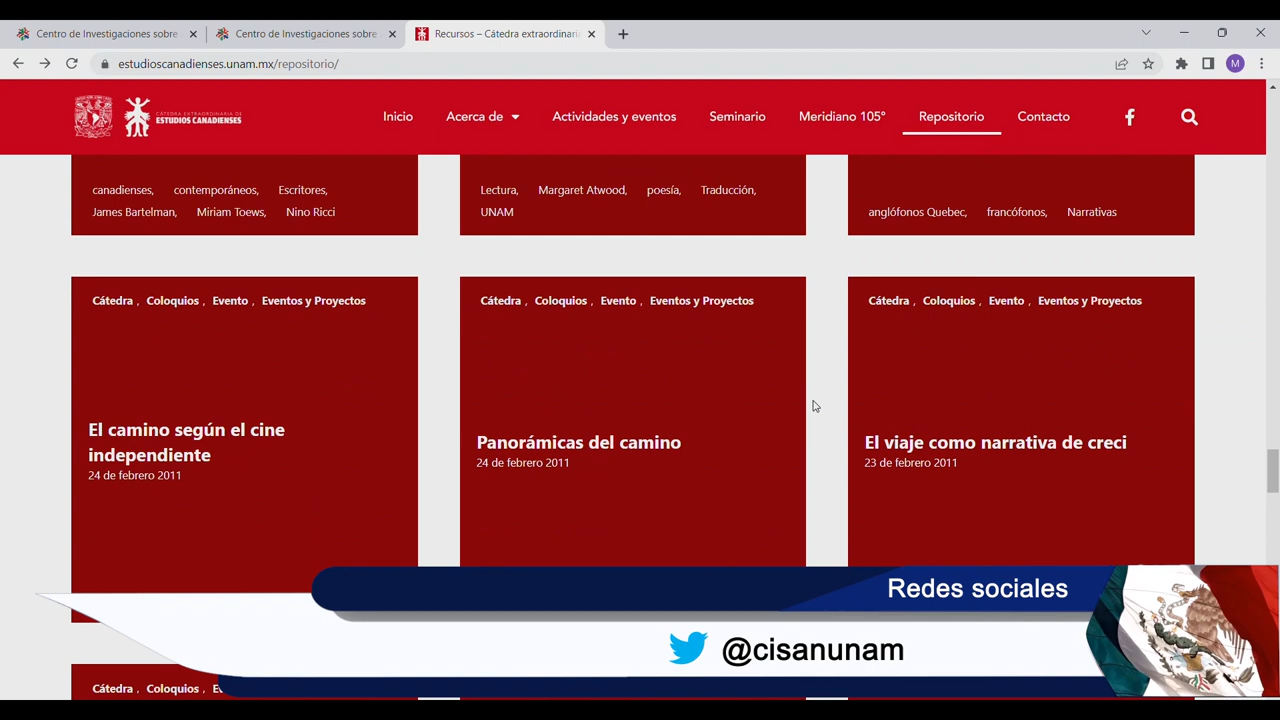 Centro de Investigaciones sobre
Centro de Investigaciones sobre
Recursos – Cátedra extraordinaria
estudioscanadienses.unam.mx/repositorio/
M
ESTUDIOS CANADIENSES
Inicio
Acerca de
Actividades y eventos
Seminario
Meridiano 105°
Repositorio
Contacto
canadienses, contemporáneos, Escritores,
James Bartelman, Miriam Toews, Nino Ricci
Lectura, Margaret Atwood, poesía, Traducción,
UNAM
anglófonos Quebec, francófonos, Narrativas
Cátedra , Coloquios , Evento , Eventos y Proyectos
El camino según el cine
independiente
24 de febrero 2011
Cátedra , Coloquios , Evento , Eventos y Proyectos
Panorámicas del camino
24 de febrero 2011
Cátedra , Coloquios , Evento , Eventos y Proyectos
El viaje como narrativa de creci
23 de febrero 2011
Redes sociales
@cisanunam
Cátedra , Coloquios ,